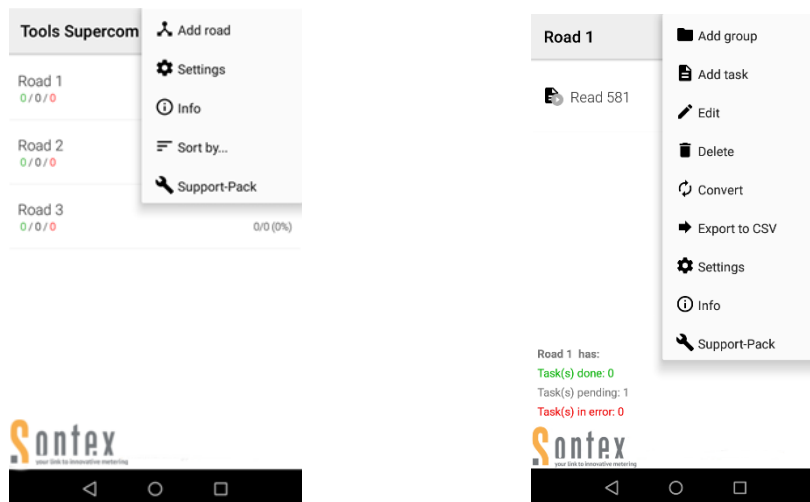 Tools Supercom
Add road
Settings
Info
Sort by...
Support-Pack
Road 1
0/0/0
Road 2
0/0/0
Road 3
0/0/0
0/0 (0%)
Sontex
your link to innovative metering
Road 1
Add group
Add task
Edit
Delete
Convert
Export to CSV
Settings
Info
Support-Pack
Read 581
Road 1 has:
Task(s) done: 0
Task(s) pending: 1
Task(s) in error: 0
Sontex
your link to innovative metering